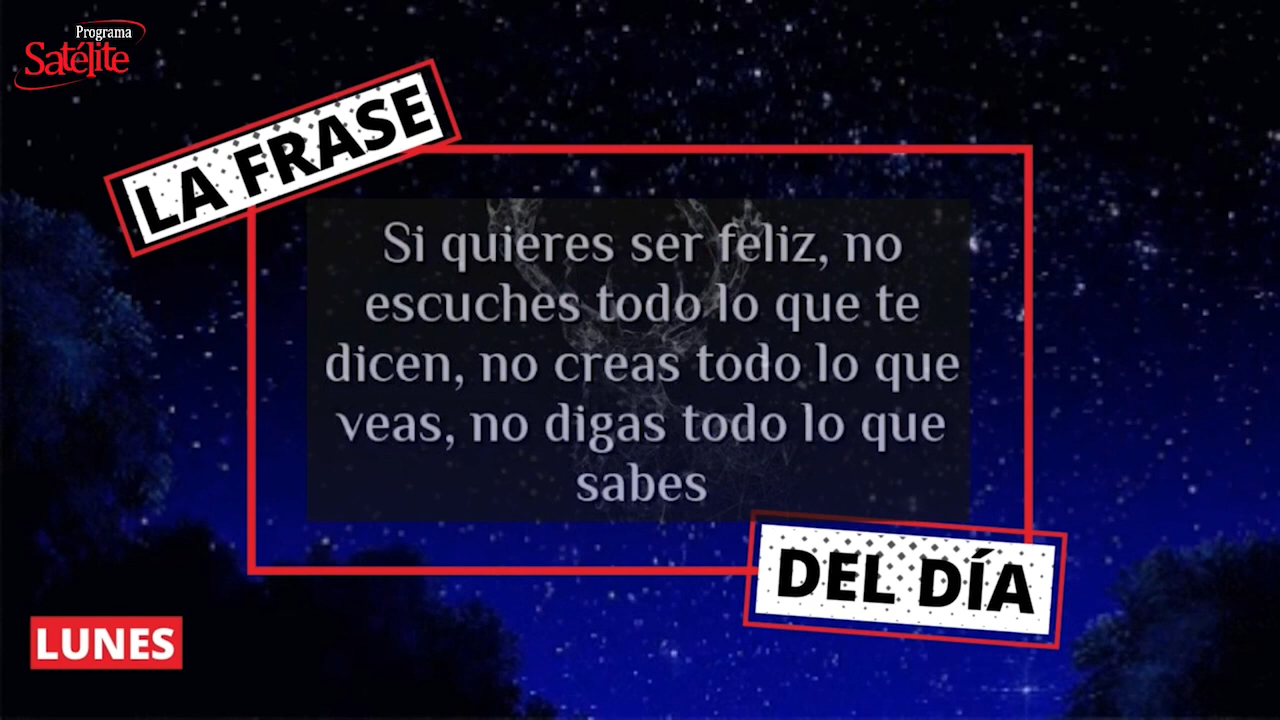 Programa
Satélite
LA FRASE
Si quieres ser feliz, no
escuches todo lo que te
dicen, no creas todo lo que
veas, no digas todo lo que
sabes
DEL DÍA
LUNES